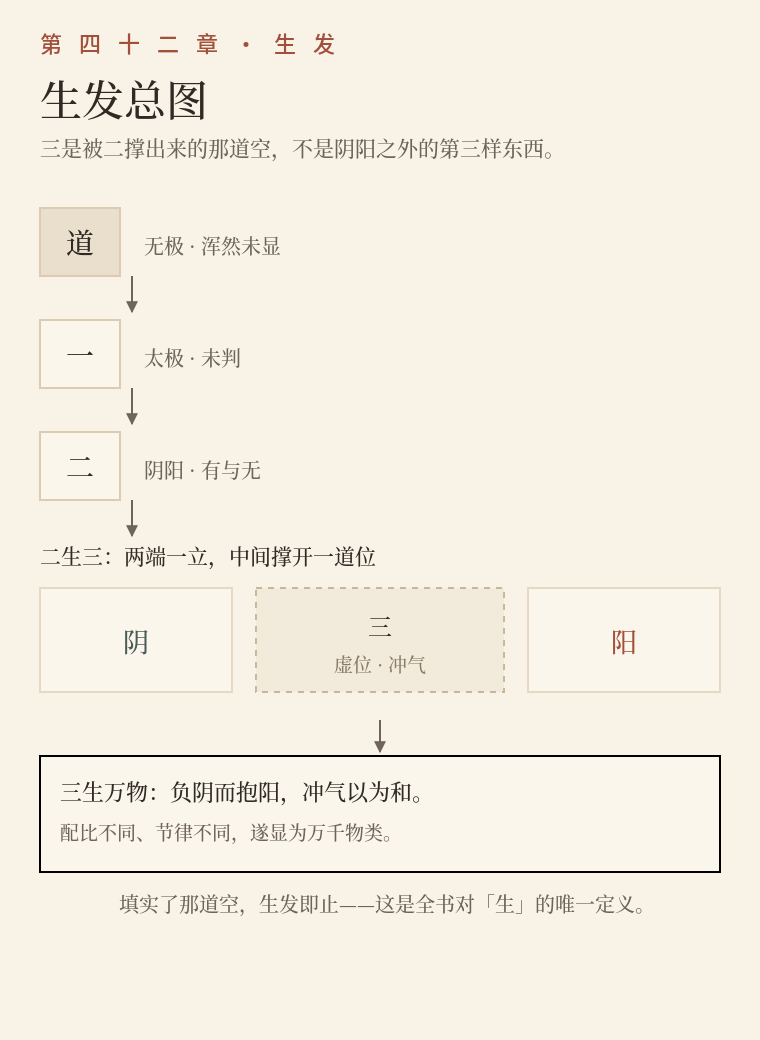 第四十二章·生发
生发总图
三是被二撑出来的那道空，不是阴阳之外的第三样东西。
道
无极·浑然未显
一
太极·未判
二
阴阳·有与无
二生三：两端一立，中间撑开一道位
阴
三
虚位·冲气
阳
三生万物：负阴而抱阳，冲气以为和。
配比不同、节律不同，遂显为万千物类。
填实了那道空，生发即止——这是全书对「生」的唯一定义。